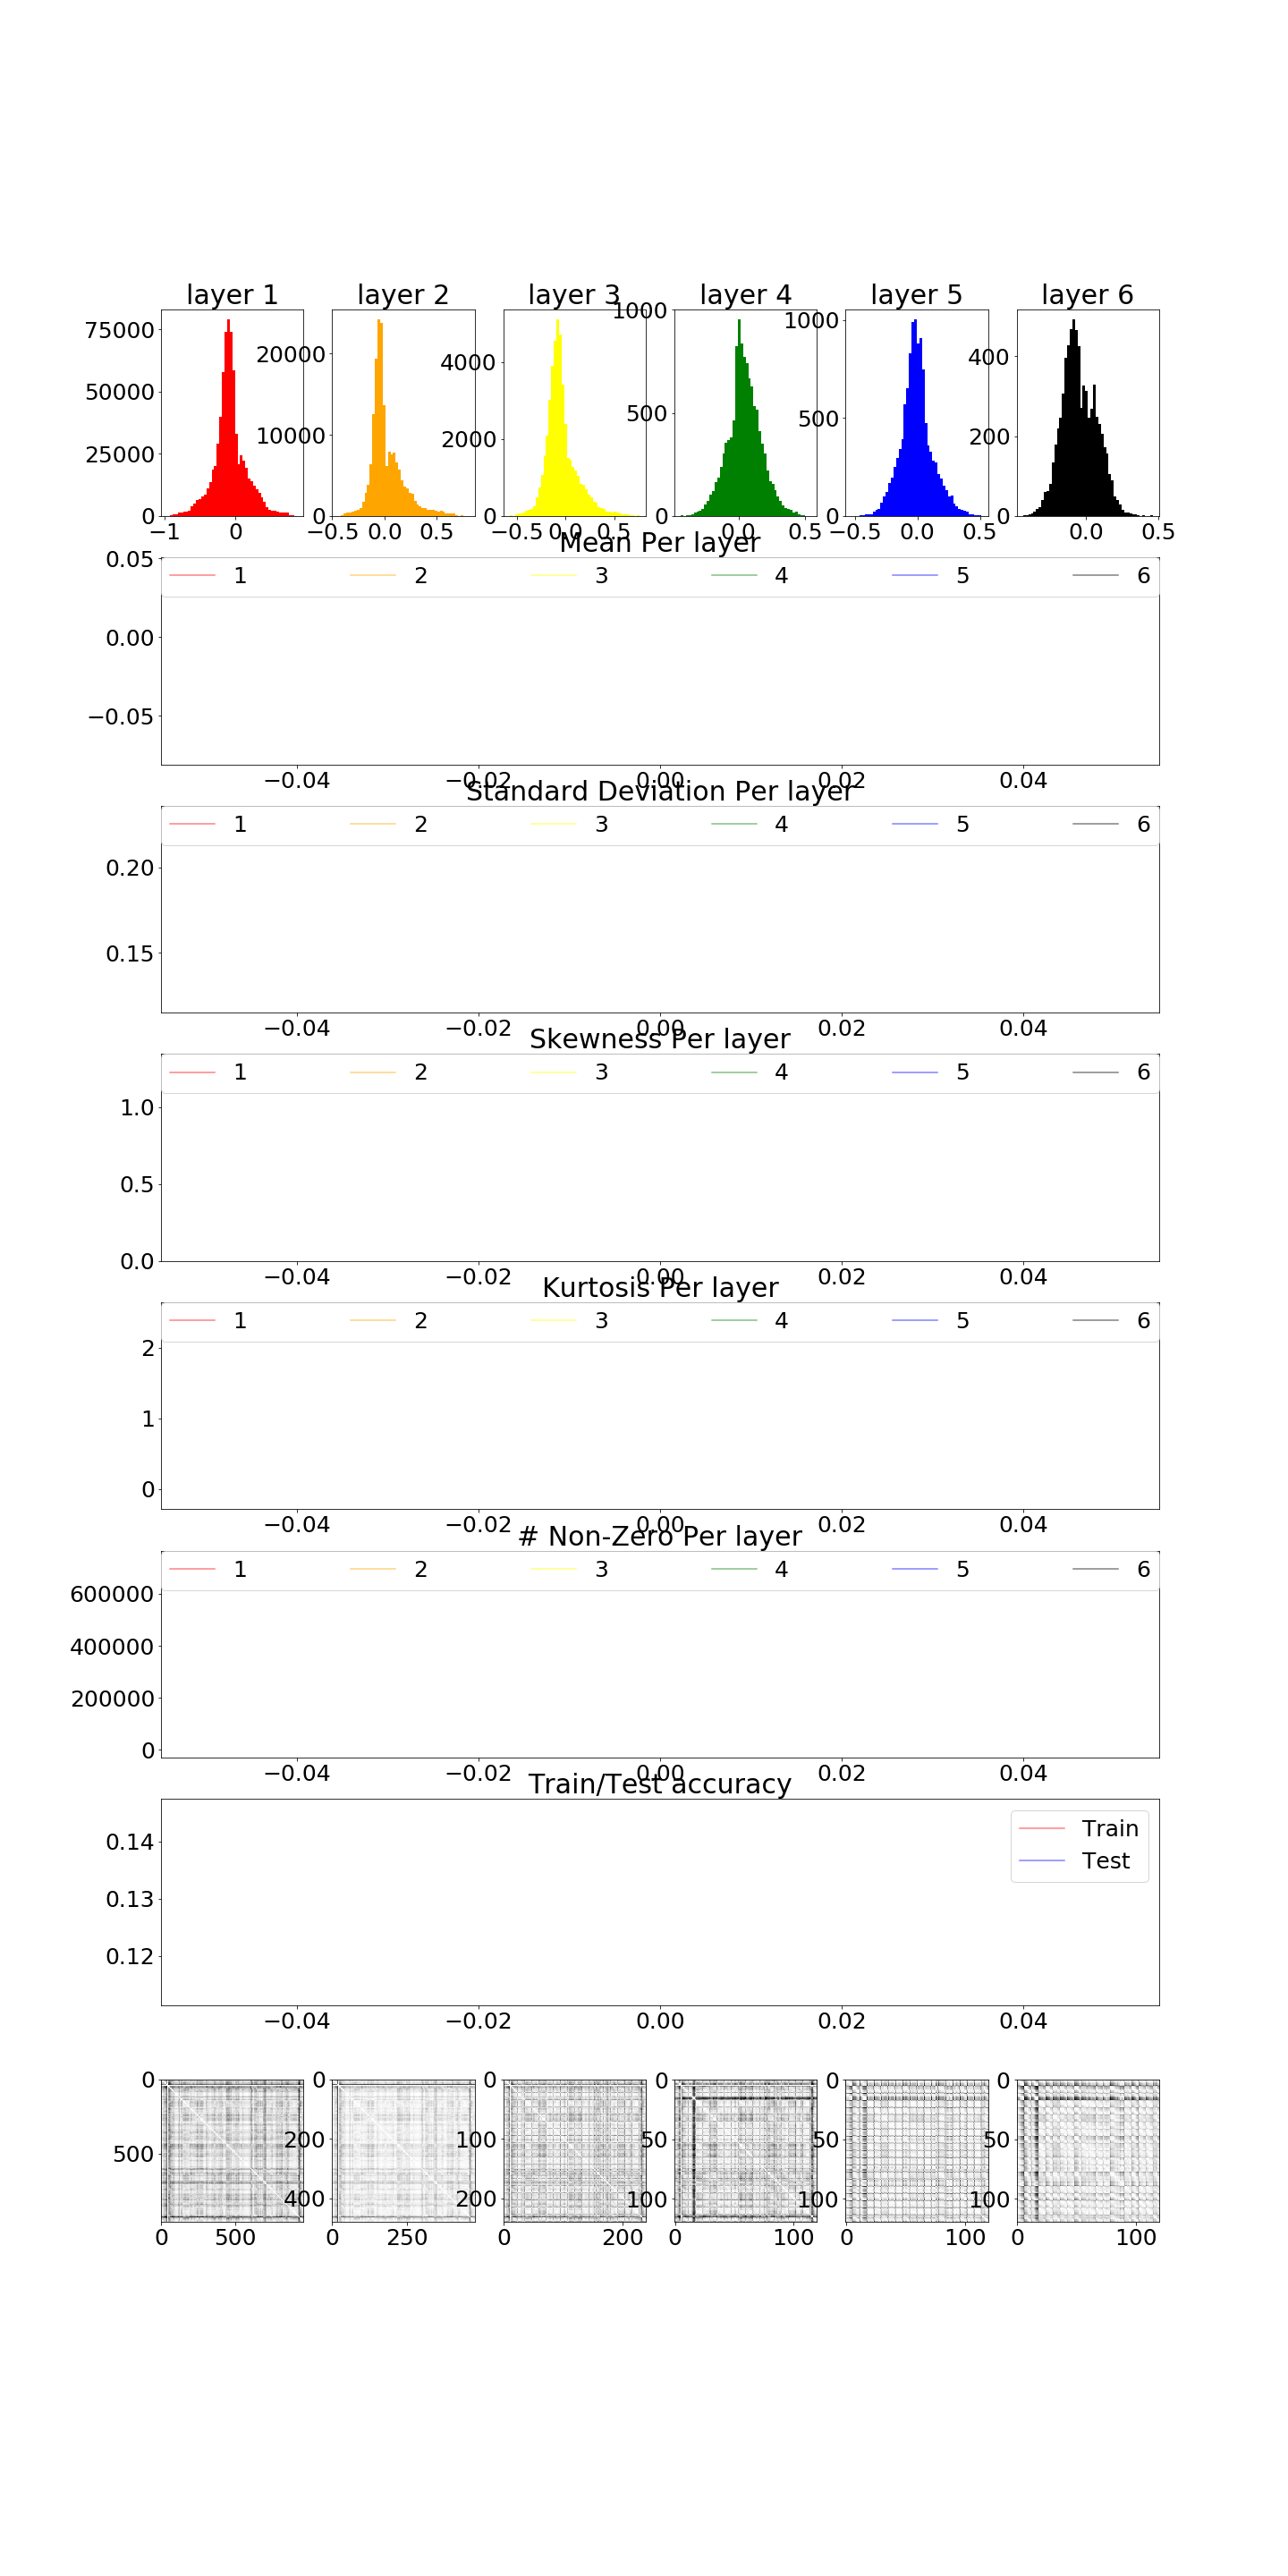 layer 1 layer 2 layer 3 layer 4 layer 5 layer 6
75000 50000 25000 0
−1 0
20000 10000 0
−0.5 0.0 0.5
4000 2000 0
−0.5 0.0 0.5
1000 500 0
0.0 0.5
1000 500 0
−0.5 0.0 0.5
400 200 0
0.0 0.5
Mean Per layer
1 2 3 4 5 6
0.05
0.00
−0.05
−0.04 −0.02 0.00 0.02 0.04
Standard Deviation Per layer
1 2 3 4 5 6
0.20
0.15
−0.04 −0.02 0.00 0.02 0.04
Skewness Per layer
1 2 3 4 5 6
1.0
0.5
0.0
−0.04 −0.02 0.00 0.02 0.04
Kurtosis Per layer
1 2 3 4 5 6
2
1
0
−0.04 −0.02 0.00 0.02 0.04
# Non-Zero Per layer
1 2 3 4 5 6
600000
400000
200000
0
−0.04 −0.02 0.00 0.02 0.04
Train/Test accuracy
Train
Test
0.14
0.13
0.12
−0.04 −0.02 0.00 0.02 0.04
0 500
0 500
0 200 400
0 250
0 100 200
0 200
0 50 100
0 100
0 50 100
0 100
0 50 100
0 100